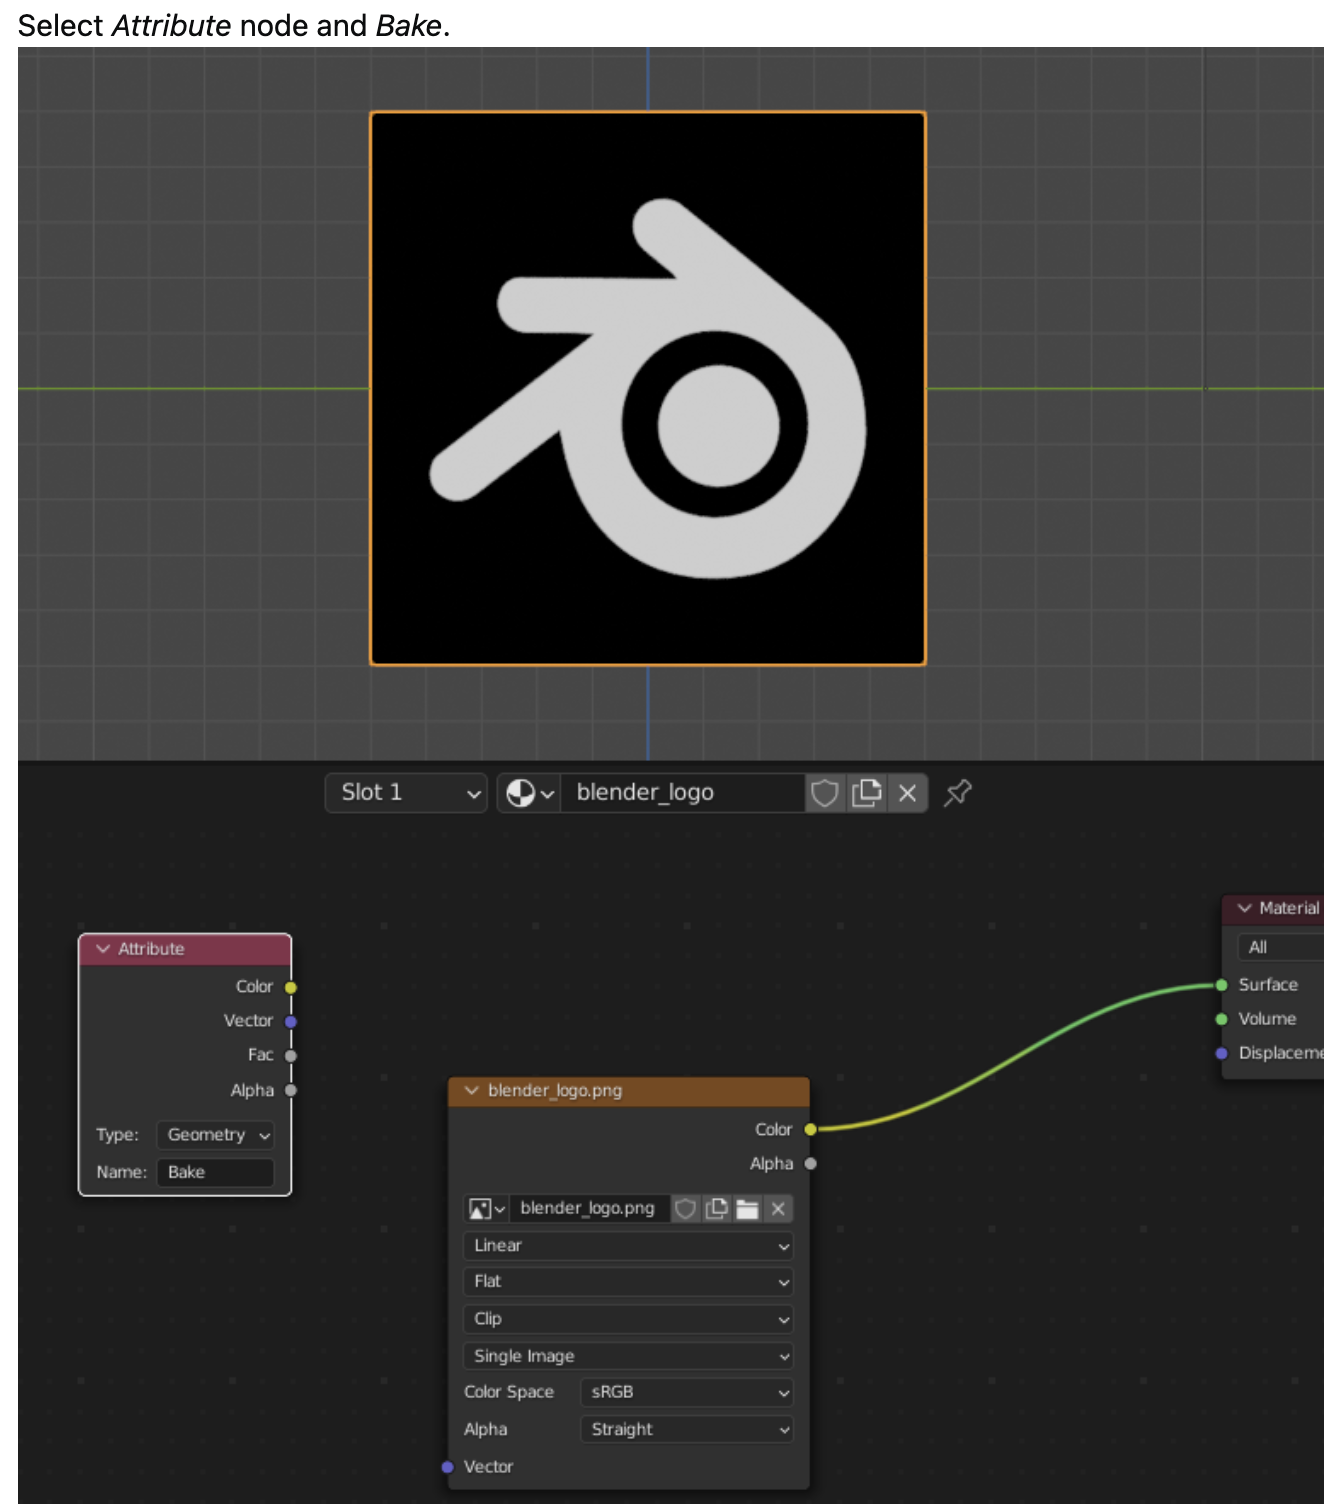 Select Attribute node and Bake.
Slot 1
blender_logo
Material
All
Surface
Volume
Attribute
Color
Vector
Fac
Alpha
Type: Geometry
Name: Bake
blender_logo.png
Color
Alpha
blender_logo.png
Linear
Flat
Clip
Single Image
Color Space sRGB
Alpha Straight
Vector